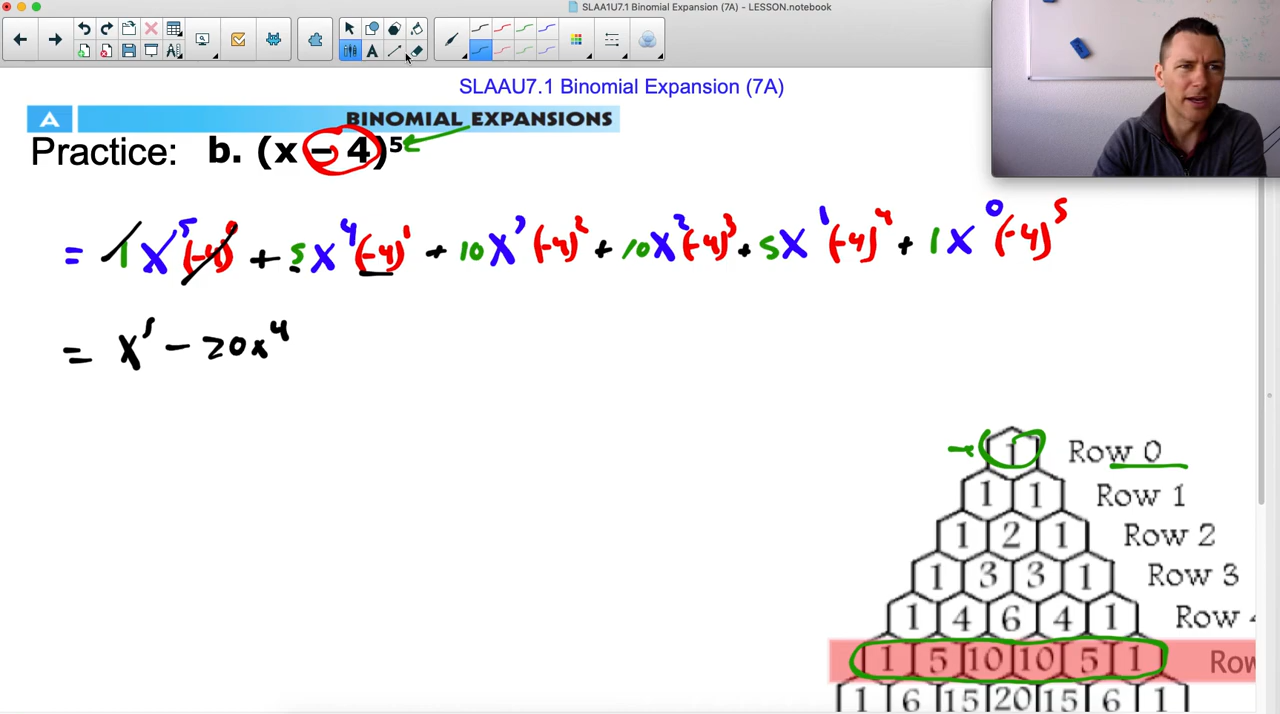 SLAA1U7.1 Binomial Expansion (7A) - LESSON.notebook
SLAAU7.1 Binomial Expansion (7A)
A BINOMIAL EXPANSIONS
Practice: b. (x – 4)⁵
= 1x⁵(-4)⁰ + 5x⁴(-4)¹ + 10x³(-4)² + 10x²(-4)³ + 5x¹(-4)⁴ + 1x⁰(-4)⁵
= x⁵ - 20x⁴
1 Row 0
1 1 Row 1
1 2 1 Row 2
1 3 3 1 Row 3
1 4 6 4 1 Row 4
1 5 10 10 5 1 Row
1 6 15 20 15 6 1